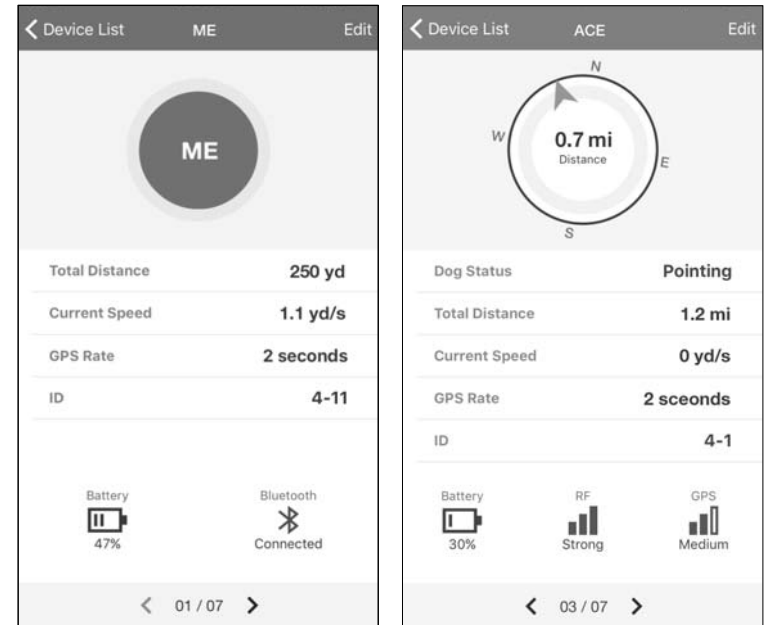 Device List ME Edit
ME
Total Distance 250 yd
Current Speed 1.1 yd/s
GPS Rate 2 seconds
ID 4-11
Battery Bluetooth
47% Connected
01 / 07
Device List ACE Edit
N
W
E
S
0.7 mi
Distance
Dog Status Pointing
Total Distance 1.2 mi
Current Speed 0 yd/s
GPS Rate 2 sceonds
ID 4-1
Battery RF GPS
30% Strong Medium
03 / 07